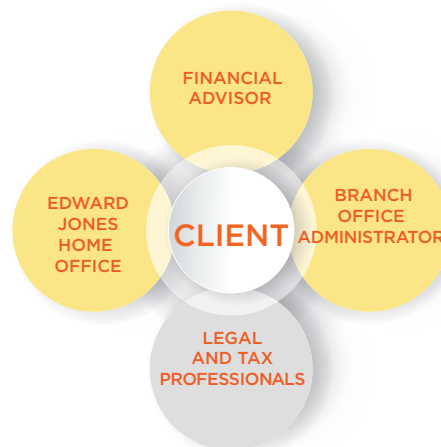 FINANCIAL
ADVISOR
EDWARD
JONES
HOME
OFFICE
CLIENT
BRANCH
OFFICE
ADMINISTRATOR
LEGAL
AND TAX
PROFESSIONALS